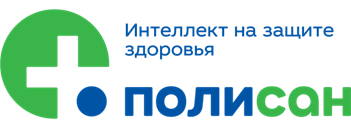 Интеллект на защите
здоровья
полисан